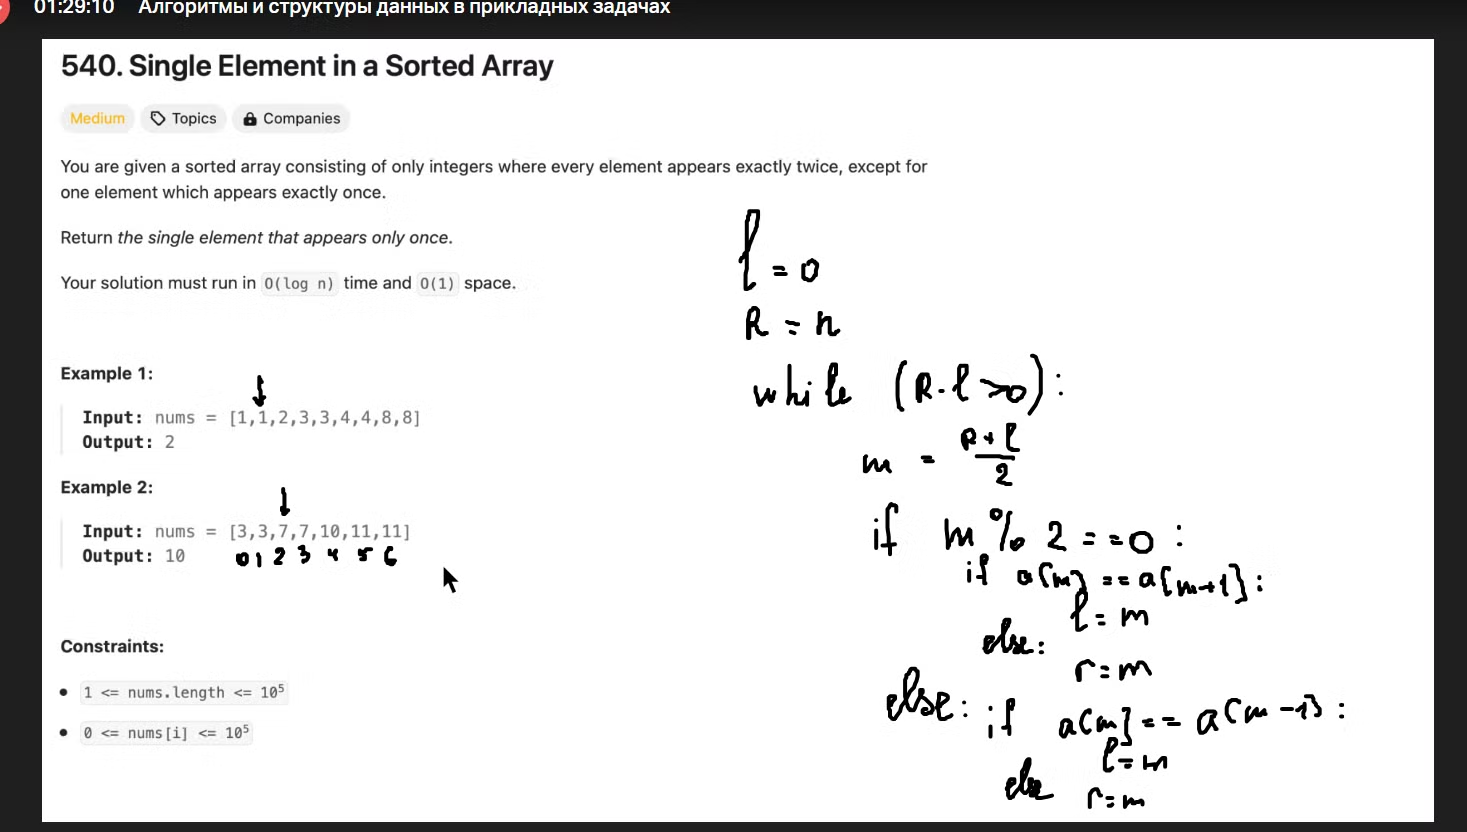 01:29:10 Алгоритмы и структуры данных в прикладных задачах
540. Single Element in a Sorted Array
Medium Topics Companies
You are given a sorted array consisting of only integers where every element appears exactly twice, except for
one element which appears exactly once.
Return the single element that appears only once.
Your solution must run in O(log n) time and O(1) space.
Example 1:
Input: nums = [1,1,2,3,3,4,4,8,8]
Output: 2
Example 2:
Input: nums = [3,3,7,7,10,11,11]
Output: 10
0 1 2 3 4 5 6
Constraints:
1 <= nums.length <= 10⁵
0 <= nums[i] <= 10⁵
l = 0
R = n
while (R-l>0):
m = R+l
2
if m % 2 == 0 :
if a[m] == a[m+1]:
l = m
else:
r = m
else: if a[m] == a[m-1]:
l = m
else
r = m